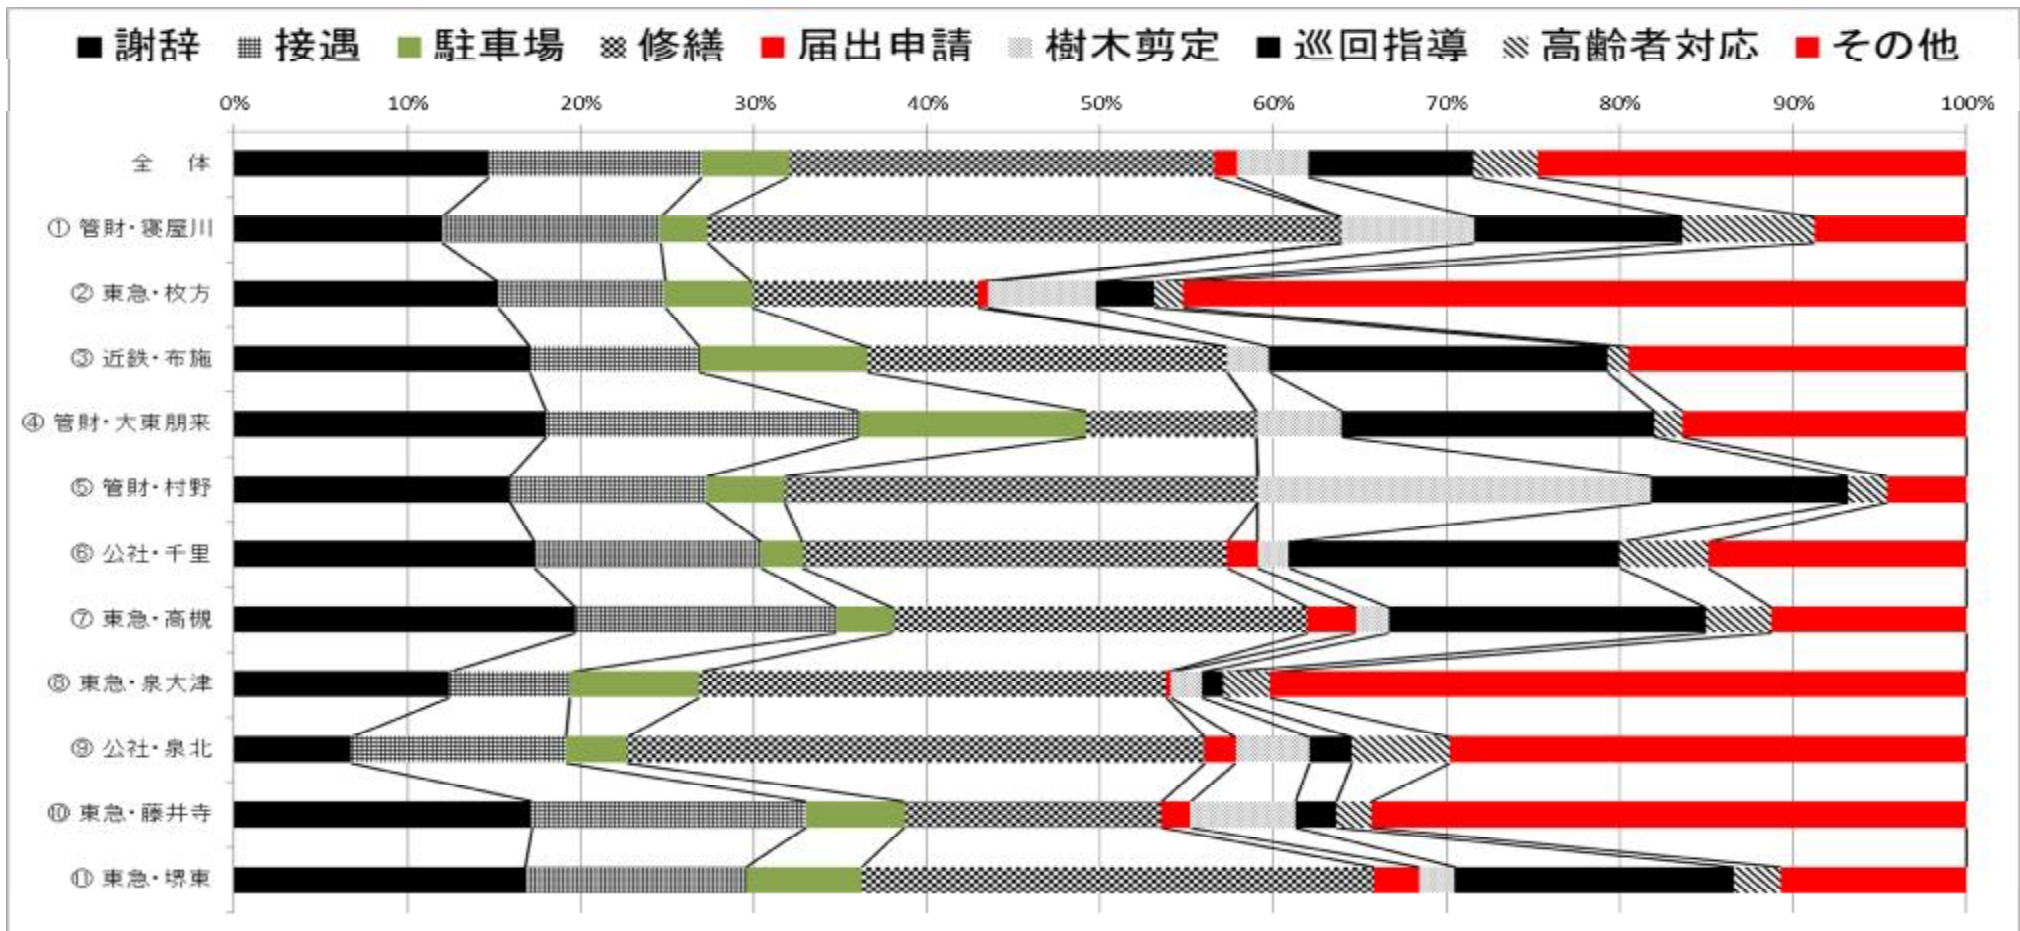 謝辞 接遇 駐車場 修繕 届出申請 樹木剪定 巡回指導 高齢者対応 その他
0% 10% 20% 30% 40% 50% 60% 70% 80% 90% 100%
全 体
① 管財・寝屋川
② 東急・枚方
③ 近鉄・布施
④ 管財・大東朋来
⑤ 管財・村野
⑥ 公社・千里
⑦ 東急・高槻
⑧ 東急・泉大津
⑨ 公社・泉北
⑩ 東急・藤井寺
⑪ 東急・堺東